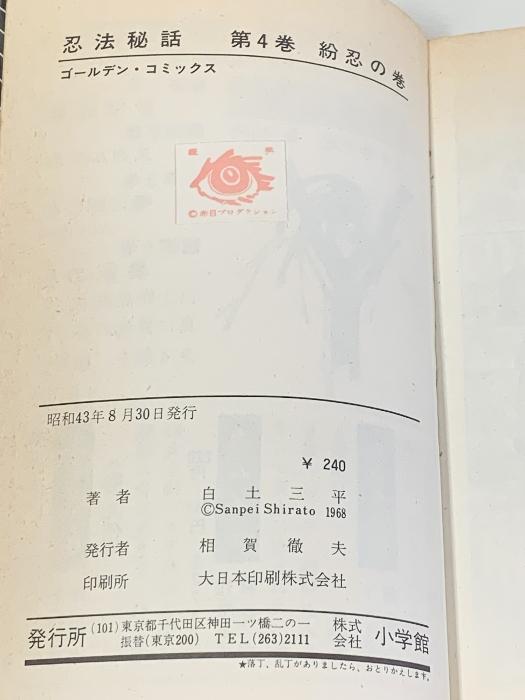 忍法秘話 第4巻 紛忍の巻
ゴールデン・コミックス
©赤目プロダクション
昭和43年8月30日発行
¥ 240
著者 白土三平
©Sanpei Shirato 1968
発行者 相賀徹夫
印刷所 大日本印刷株式会社
発行所 (101)東京都千代田区神田一ツ橋二の一 株式会社 小学館
振替(東京200) TEL(263)2111
★落丁、乱丁がありましたら、おとりかえします。